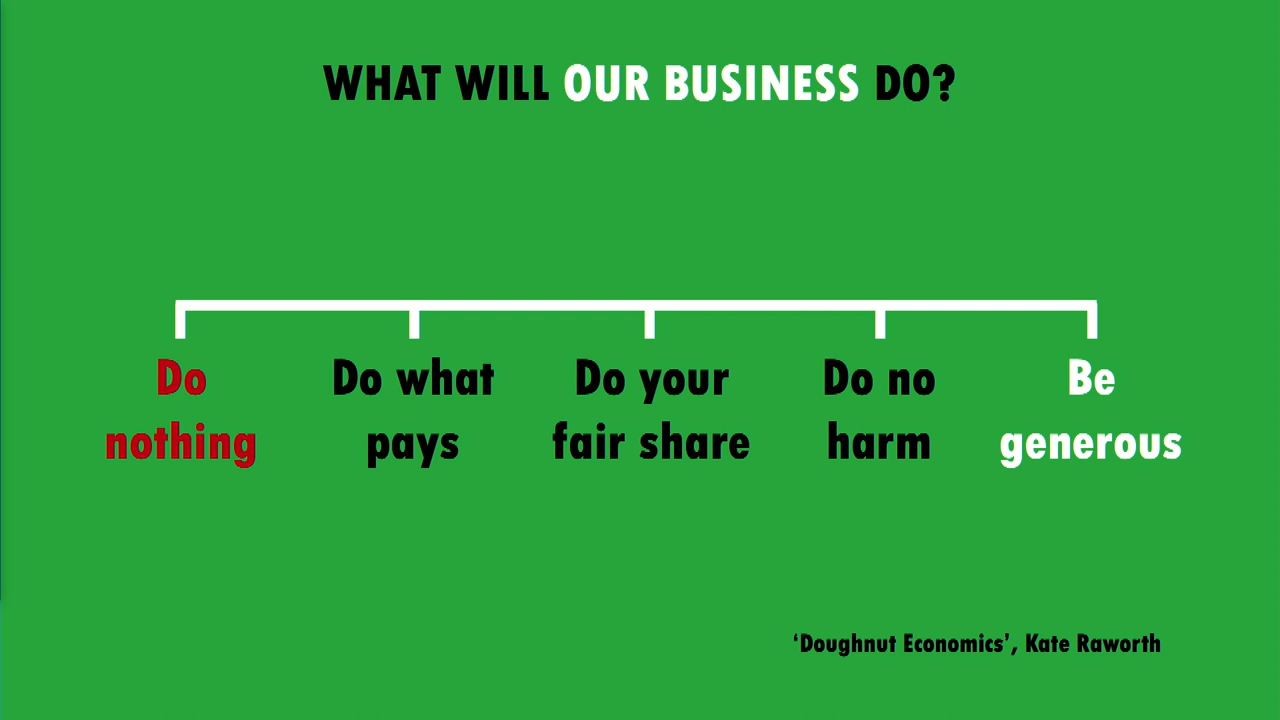 WHAT WILL OUR BUSINESS DO?
Do
nothing
Do what
pays
Do your
fair share
Do no
harm
Be
generous
‘Doughnut Economics’, Kate Raworth